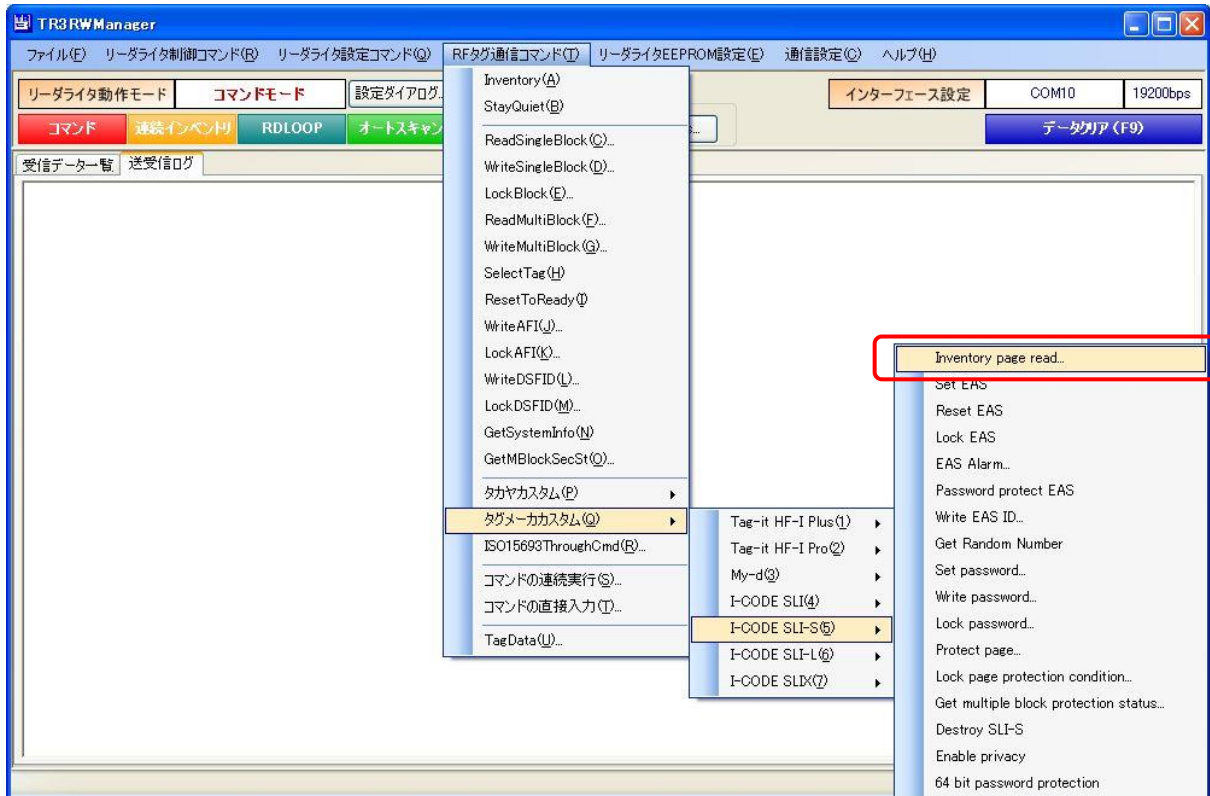 TR3RWManager
ファイル(F) リーダライタ制御コマンド(R) リーダライタ設定コマンド(Q) RFタグ通信コマンド(T) リーダライタEEPROM設定(E) 通信設定(C) ヘルプ(H)
リーダライタ動作モード コマンドモード 設定ダイアログ.. インターフェース設定 COM10 19200bps
コマンド 連続インベントリ RDLOOP オートスキャン データクリア(F9)
受信データ一覧 送受信ログ
Inventory(A)
StayQuiet(B)
ReadSingleBlock(C)...
WriteSingleBlock(D)...
LockBlock(E)...
ReadMultiBlock(F)...
WriteMultiBlock(G)...
SelectTag(H)
ResetToReady(I)
WriteAFI(J)...
LockAFI(K)...
WriteDSFID(L)...
LockDSFID(M)...
GetSystemInfo(N)
GetMBlockSecSt(O)...
タカヤカスタム(P)
タグメーカカスタム(Q)
ISO15693ThroughCmd(R)...
コマンドの連続実行(S)...
コマンドの直接入力(T)...
TagData(U)...
Tag-it HF-I Plus(1)
Tag-it HF-I Pro(2)
My-d(3)
I-CODE SLI(4)
I-CODE SLI-S(5)
I-CODE SLI-L(6)
I-CODE SLIX(7)
Inventory page read...
Set EAS
Reset EAS
Lock EAS
EAS Alarm...
Password protect EAS
Write EAS ID...
Get Random Number
Set password...
Write password...
Lock password...
Protect page...
Lock page protection condition...
Get multiple block protection status...
Destroy SLI-S
Enable privacy
64 bit password protection